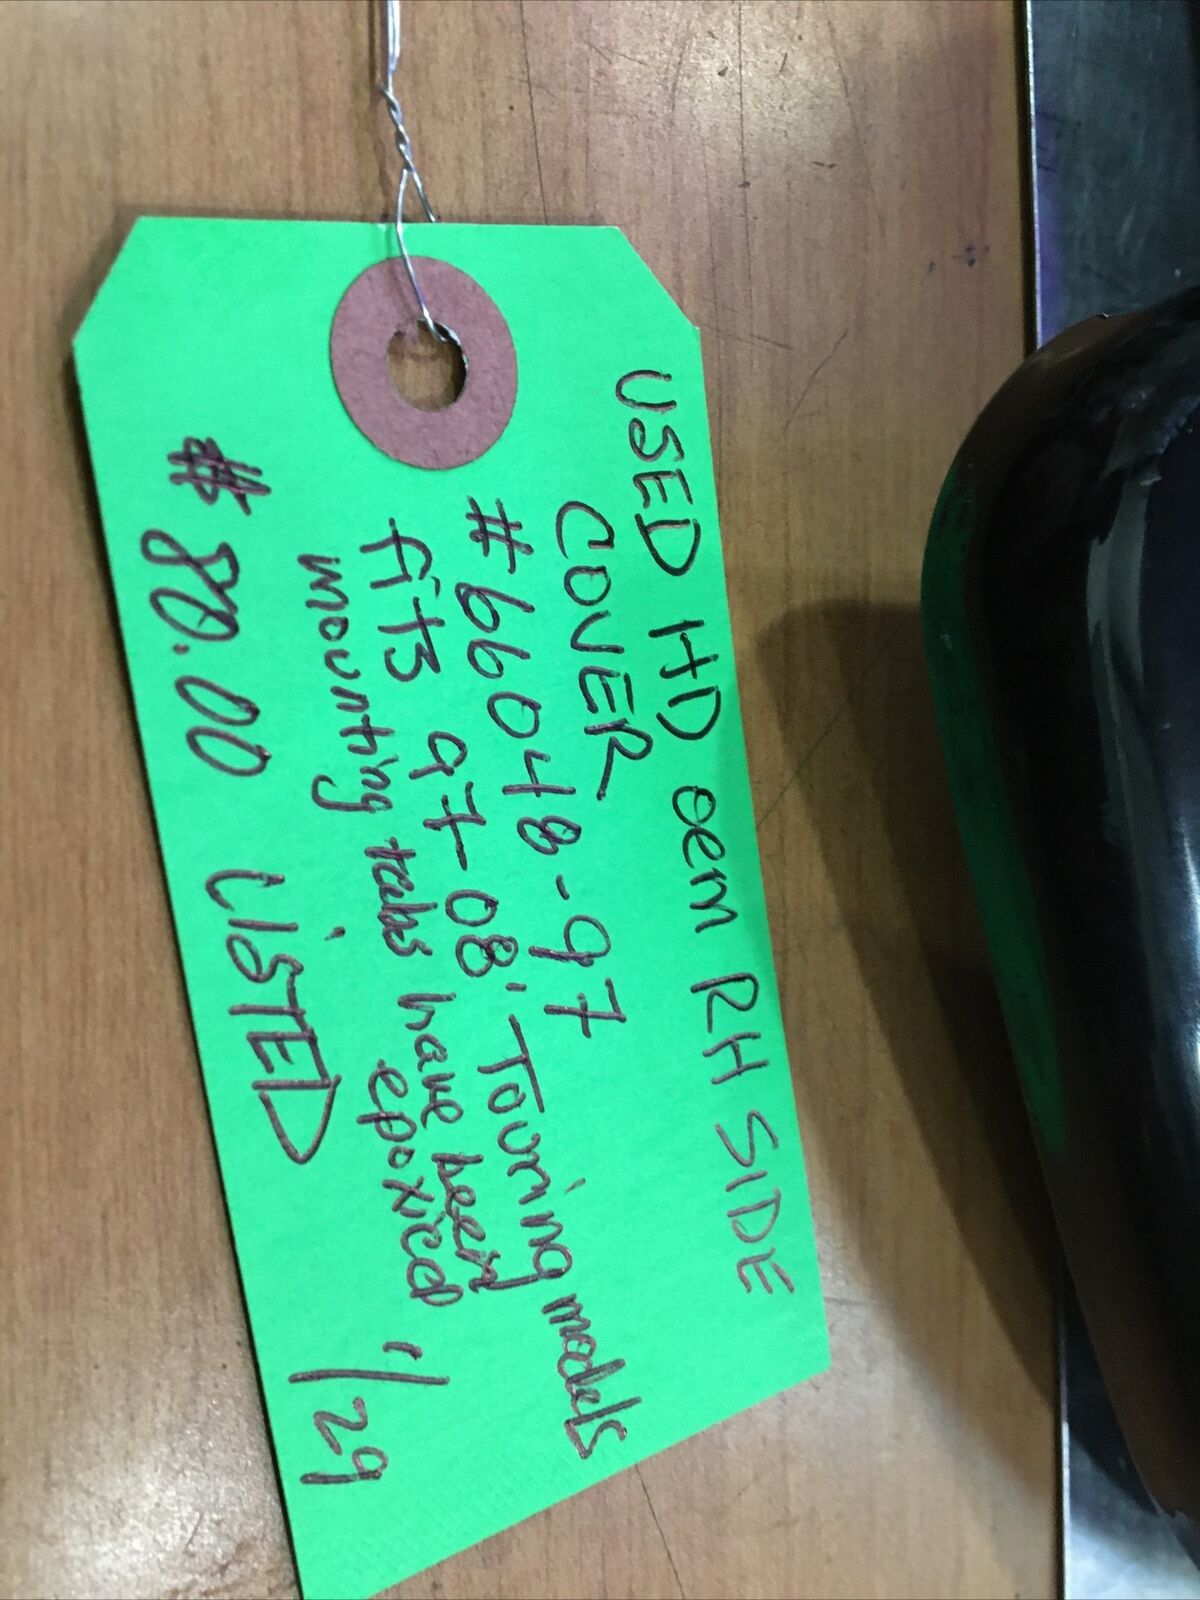 USED HD oem RH SIDE
COVER
#66048-97
fits 97-08' Touring models
mounting tabs have been
epoxied
$80.00 LISTED 1/29